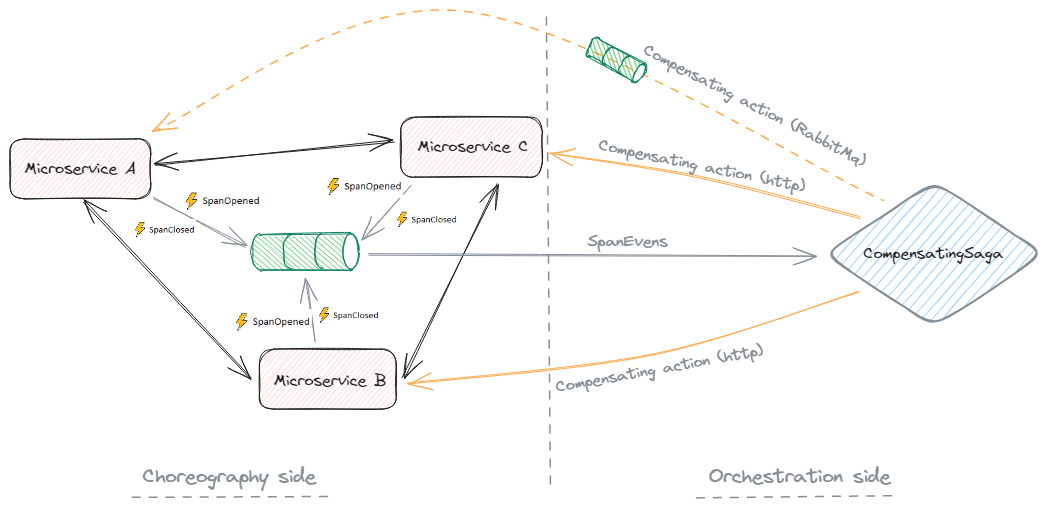 Compensating action (RabbitMq)
Microservice A
Microservice C
Compensating action (http)
SpanOpened
SpanClosed
SpanOpened
SpanClosed
SpanEvens
CompensatingSaga
SpanOpened
SpanClosed
Microservice B
Compensating action (http)
Choreography side
Orchestration side